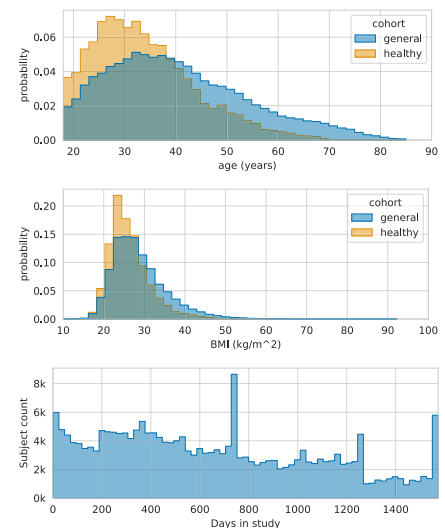 cohort
general
healthy
0.06
0.04
0.02
0.00
probability
20 30 40 50 60 70 80 90
age (years)
cohort
general
healthy
0.20
0.15
0.10
0.05
0.00
probability
10 20 30 40 50 60 70 80 90 100
BMI (kg/m^2)
8k
6k
4k
2k
0k
Subject count
0 200 400 600 800 1000 1200 1400
Days in study